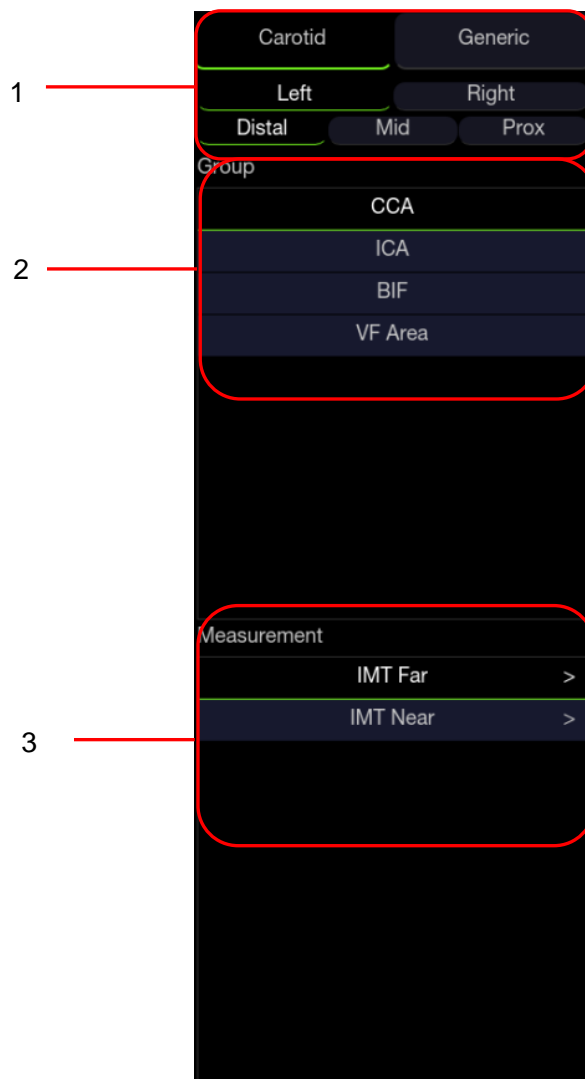 Carotid Generic
1
Left Right
Distal Mid Prox
Group
CCA
ICA
2
BIF
VF Area
Measurement
IMT Far >
IMT Near >
3